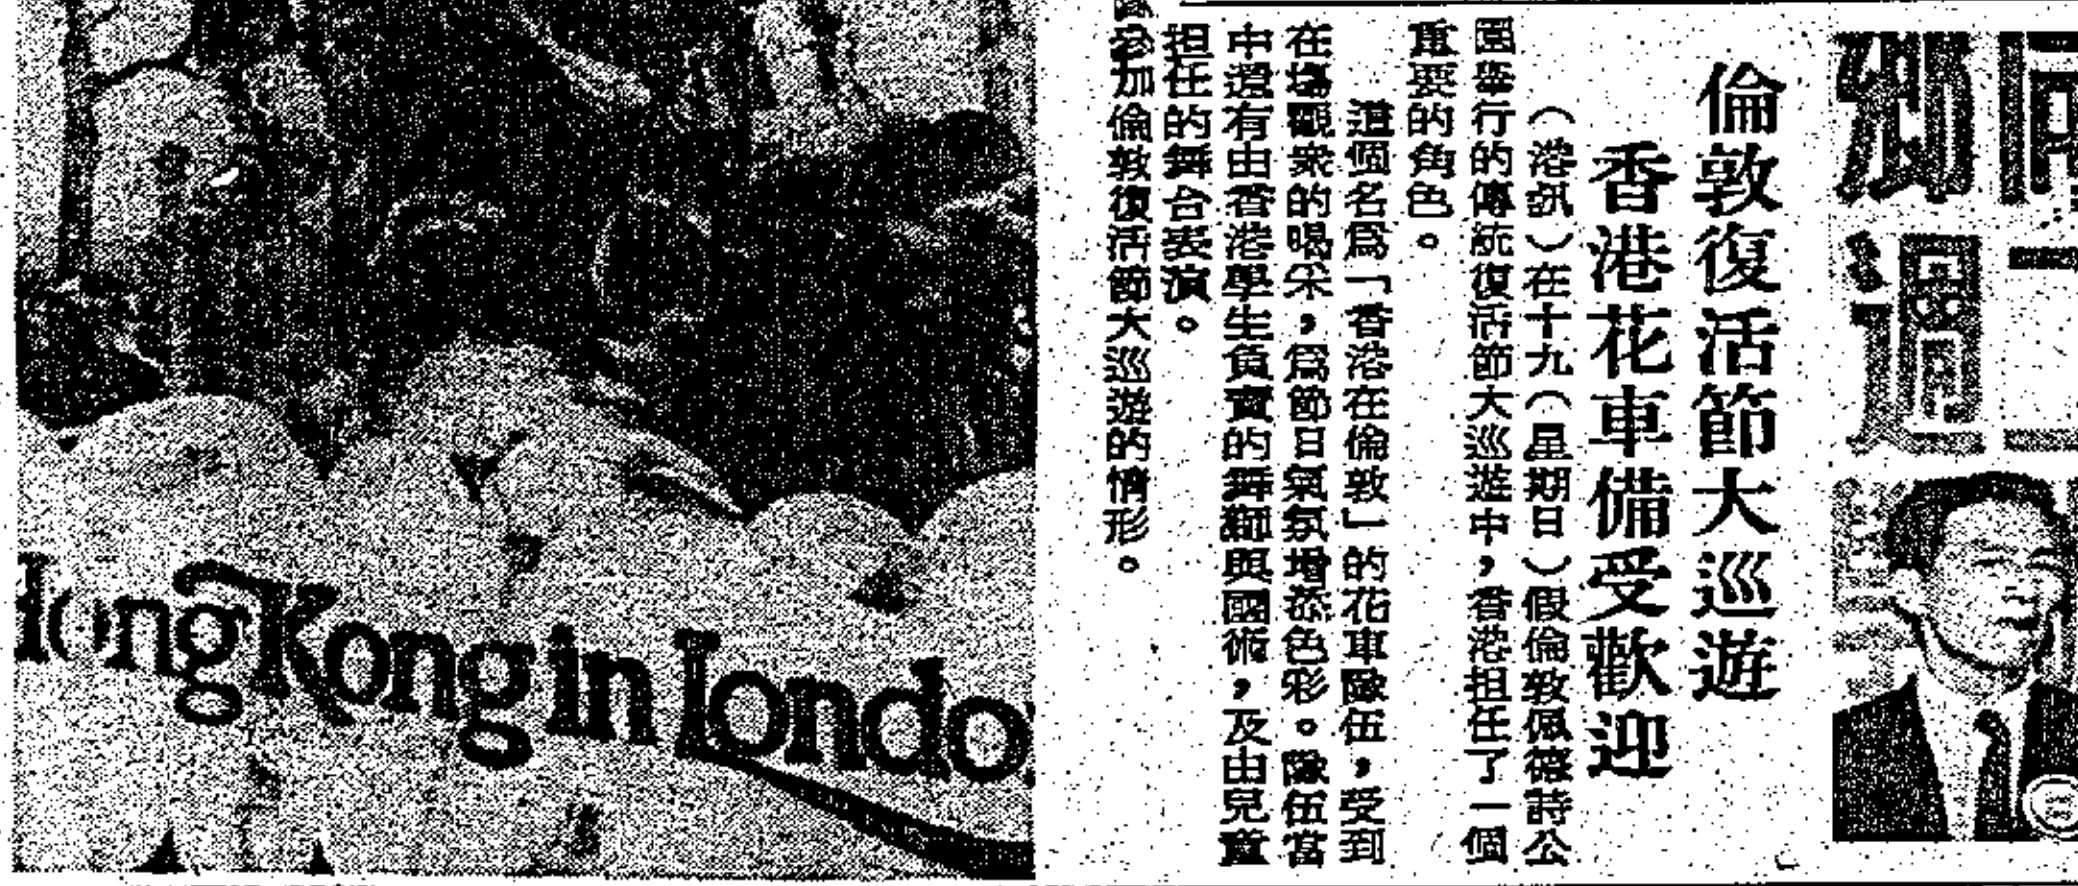 倫敦復活節大巡遊
香港花車備受歡迎
（港訊）在十九（星期日）假倫敦佩德詩公
園舉行的傳統復活節大巡遊中，香港担任了一個
重要的角色。
這個名爲「香港在倫敦」的花車隊伍，受到
在場觀衆的喝采，爲節日氣氛增添色彩。隊伍當
中還有由香港學生負責的舞獅與國術，及由兒童
担任的舞台表演。
參加倫敦復活節大巡遊的情形。
Hong Kong in London